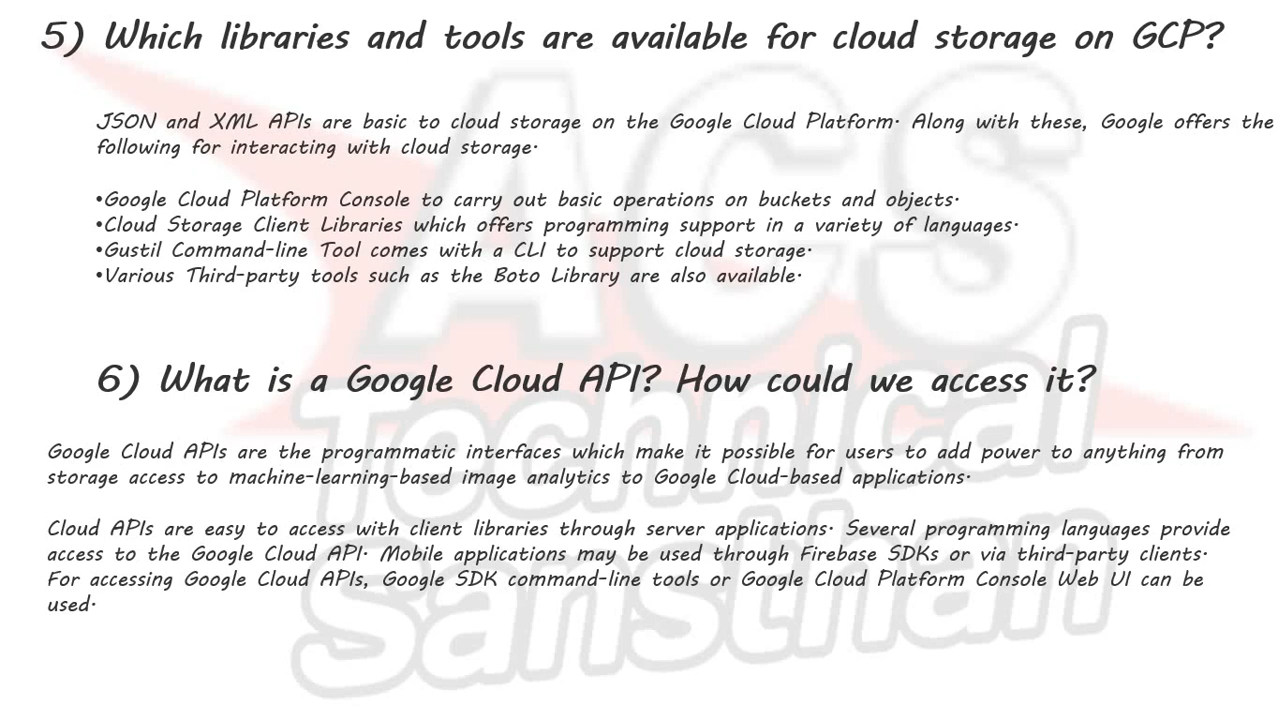 5) Which libraries and tools are available for cloud storage on GCP?
JSON and XML APIs are basic to cloud storage on the Google Cloud Platform. Along with these, Google offers the
following for interacting with cloud storage.
•Google Cloud Platform Console to carry out basic operations on buckets and objects.
•Cloud Storage Client Libraries which offers programming support in a variety of languages.
•Gustil Command-line Tool comes with a CLI to support cloud storage.
•Various Third-party tools such as the Boto Library are also available.
6) What is a Google Cloud API? How could we access it?
Google Cloud APIs are the programmatic interfaces which make it possible for users to add power to anything from
storage access to machine-learning-based image analytics to Google Cloud-based applications.
Cloud APIs are easy to access with client libraries through server applications. Several programming languages provide
access to the Google Cloud API. Mobile applications may be used through Firebase SDKs or via third-party clients.
For accessing Google Cloud APIs, Google SDK command-line tools or Google Cloud Platform Console Web UI can be
used.
ACS
Technical
Sansthan